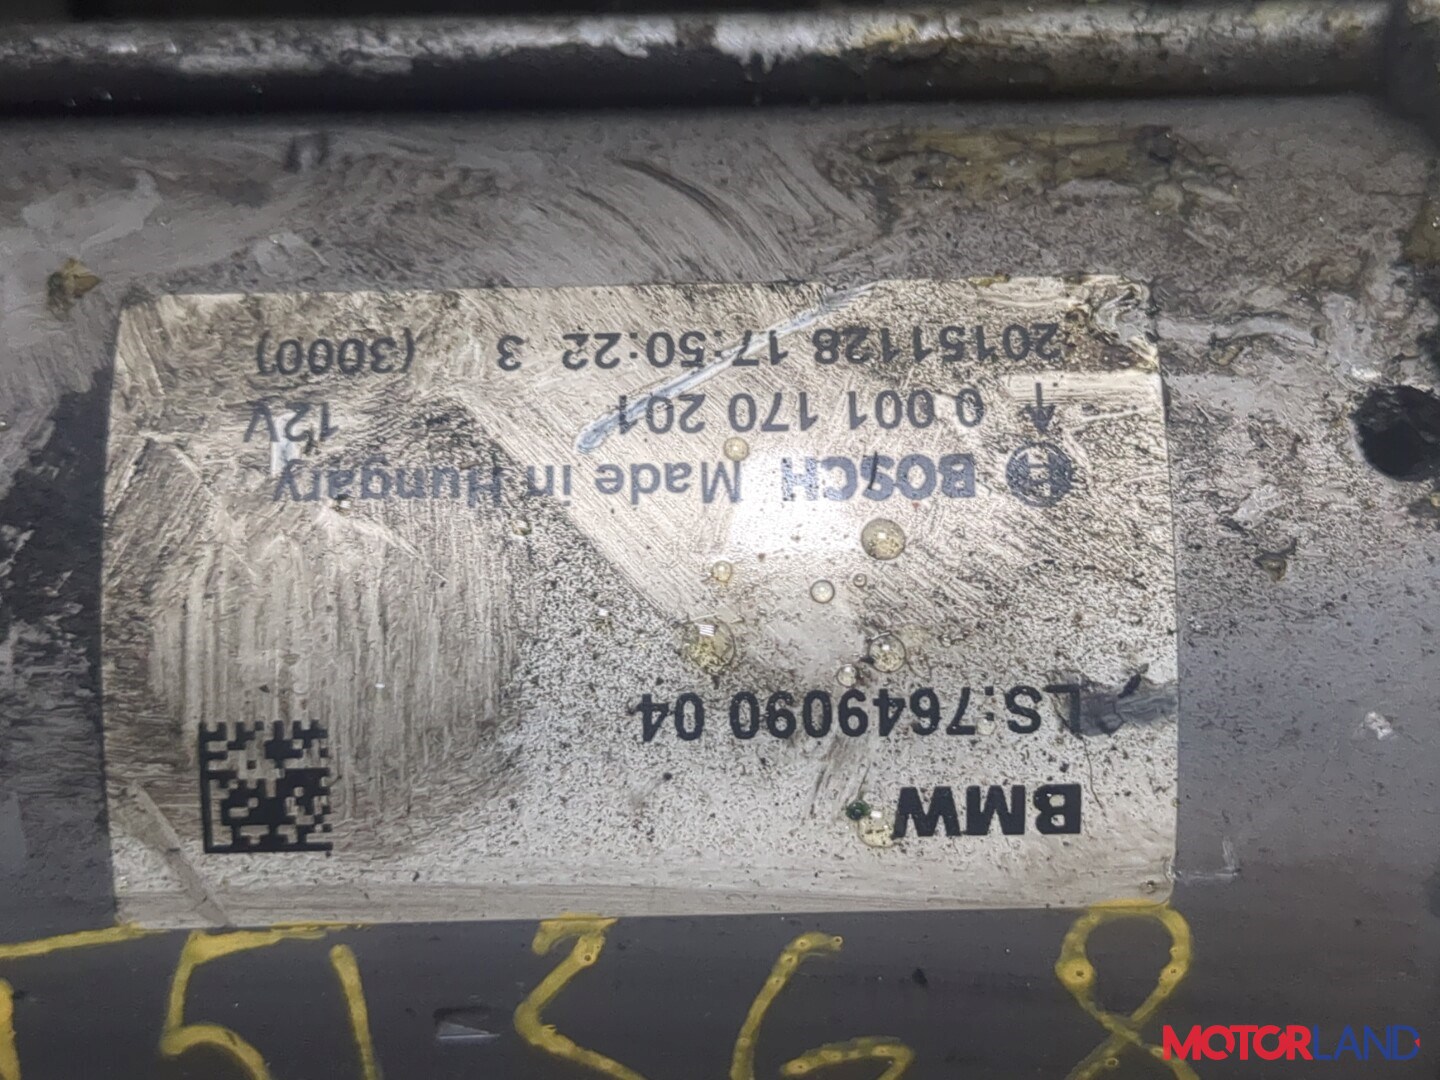 BMW
LS:7649090 04
BOSCH Made in Hungary
0 001 170 201 12V
20151128 17:50:22 3 (3000)
51368
MOTORLAND